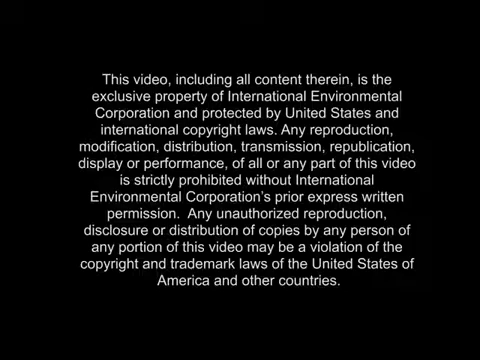 This video, including all content therein, is the
exclusive property of International Environmental
Corporation and protected by United States and
international copyright laws. Any reproduction,
modification, distribution, transmission, republication,
display or performance, of all or any part of this video
is strictly prohibited without International
Environmental Corporation’s prior express written
permission.  Any unauthorized reproduction,
disclosure or distribution of copies by any person of
any portion of this video may be a violation of the
copyright and trademark laws of the United States of
America and other countries.